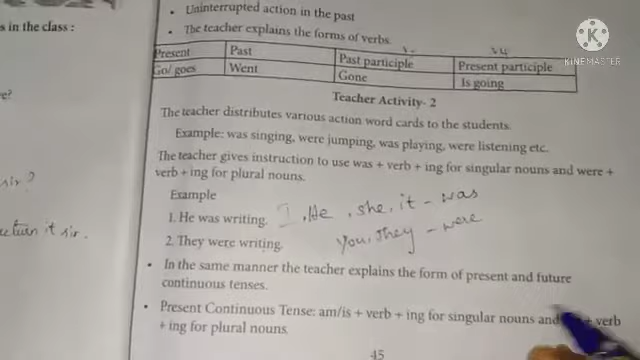 s in the class :
• Uninterrupted action in the past
• The teacher explains the forms of verbs.
V4
Present Past Past participle Present participle
Go/ goes Went Gone Is going
Teacher Activity- 2
The teacher distributes various action word cards to the students.
Example: was singing, were jumping, was playing, were listening etc.
The teacher gives instruction to use was + verb + ing for singular nouns and were +
verb + ing for plural nouns.
Example
1. He was writing. I, He, she, it - was
2. They were writing. you, They - were
sir?
it sir.
• In the same manner the teacher explains the form of present and future
continuous tenses.
• Present Continuous Tense: am/is + verb + ing for singular nouns and + verb
+ ing for plural nouns.
45
KINEMASTER